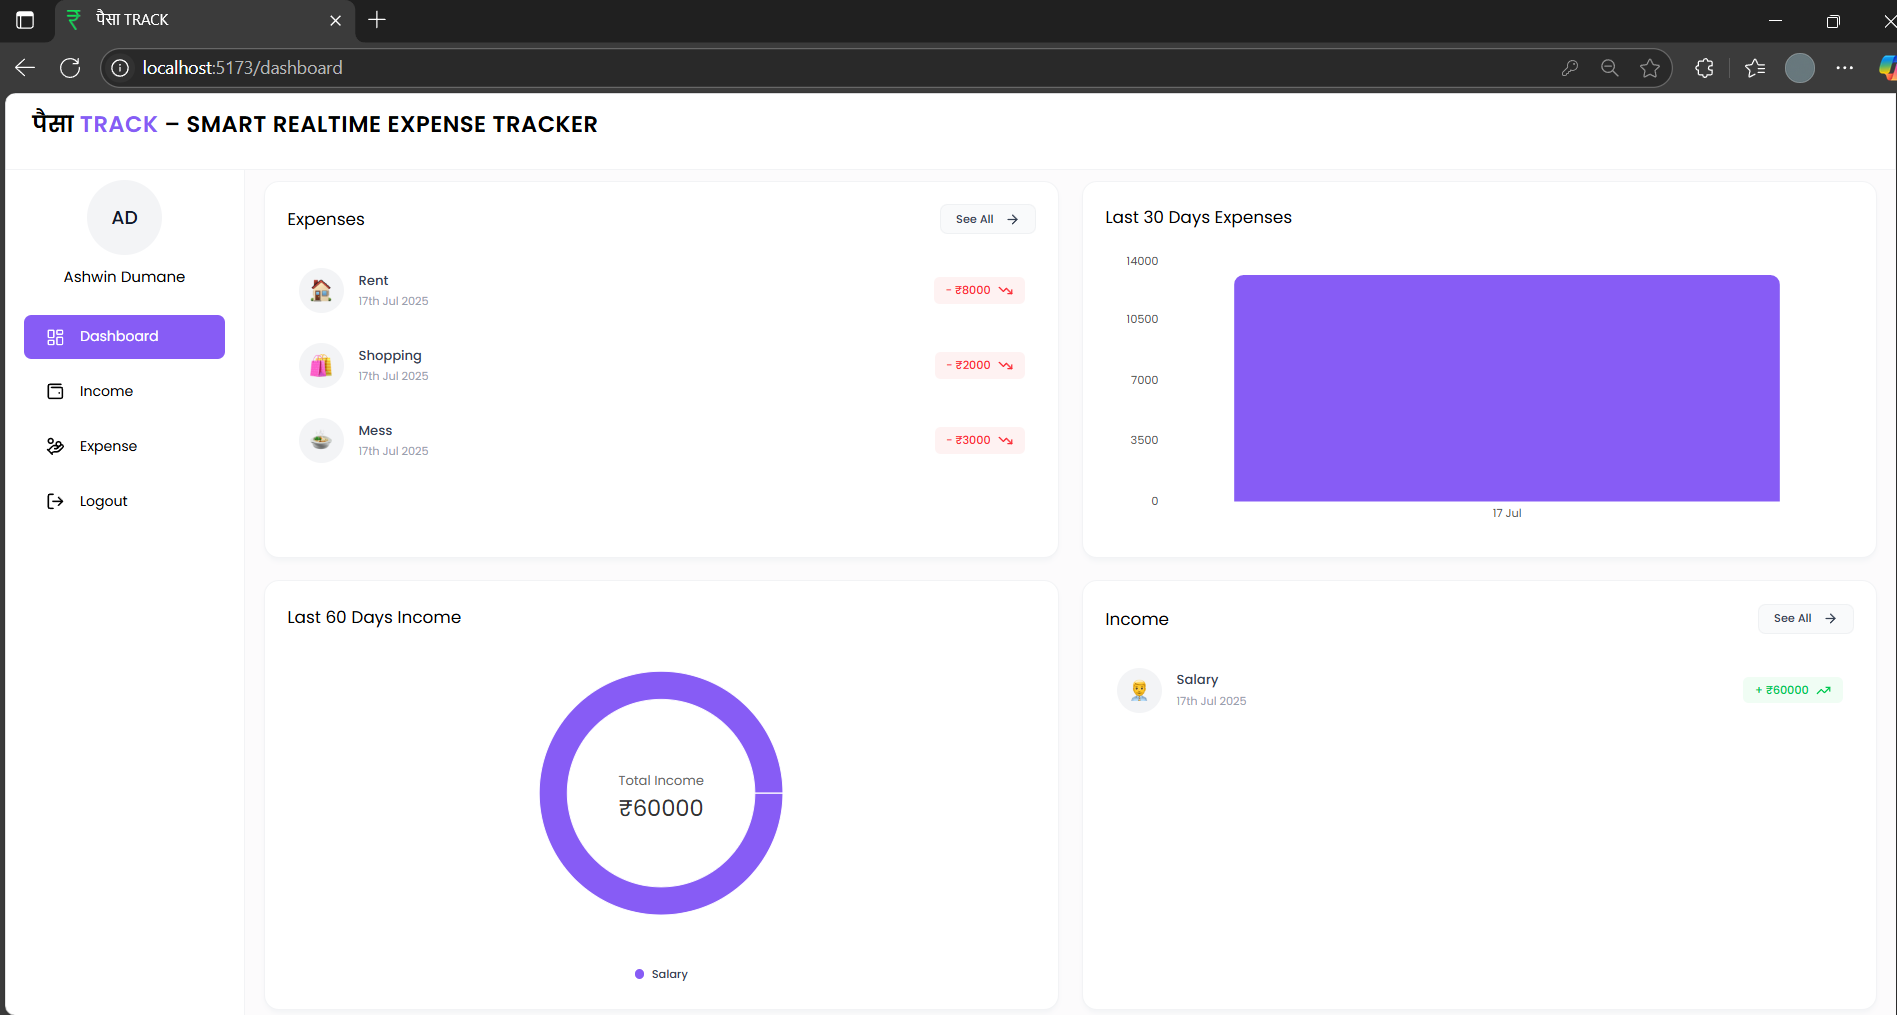 पैसा TRACK
localhost:5173/dashboard
पैसा TRACK – SMART REALTIME EXPENSE TRACKER
AD
Ashwin Dumane
Dashboard
Income
Expense
Logout
Expenses
See All
Rent
17th Jul 2025
- ₹8000
Shopping
17th Jul 2025
- ₹2000
Mess
17th Jul 2025
- ₹3000
Last 30 Days Expenses
14000
10500
7000
3500
0
17 Jul
Last 60 Days Income
Total Income
₹60000
Salary
Income
See All
Salary
17th Jul 2025
+ ₹60000